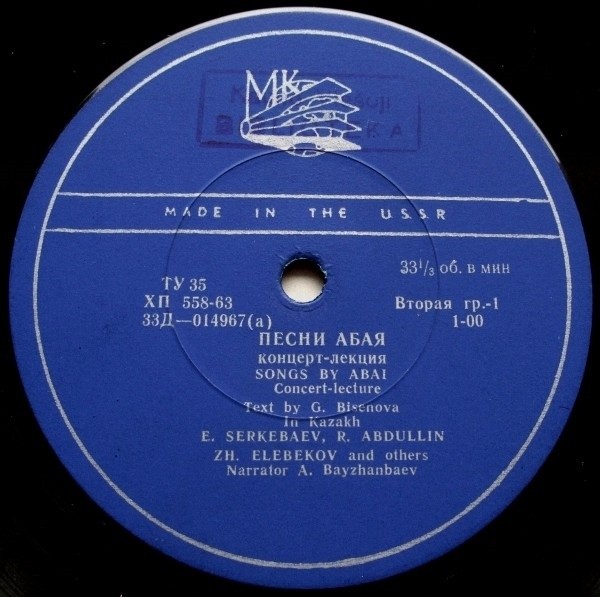 МК
MADE IN THE USSR
33⅓ об. в мин
ТУ 35
ХП 558-63
33Д—014967(а)
Вторая гр.-1
1-00
ПЕСНИ АБАЯ
концерт-лекция
SONGS BY ABAI
Concert-lecture
Text by G. Bisenova
In Kazakh
E. SERKEBAEV, R. ABDULLIN
ZH. ELEBEKOV and others
Narrator A. Bayzhanbaev